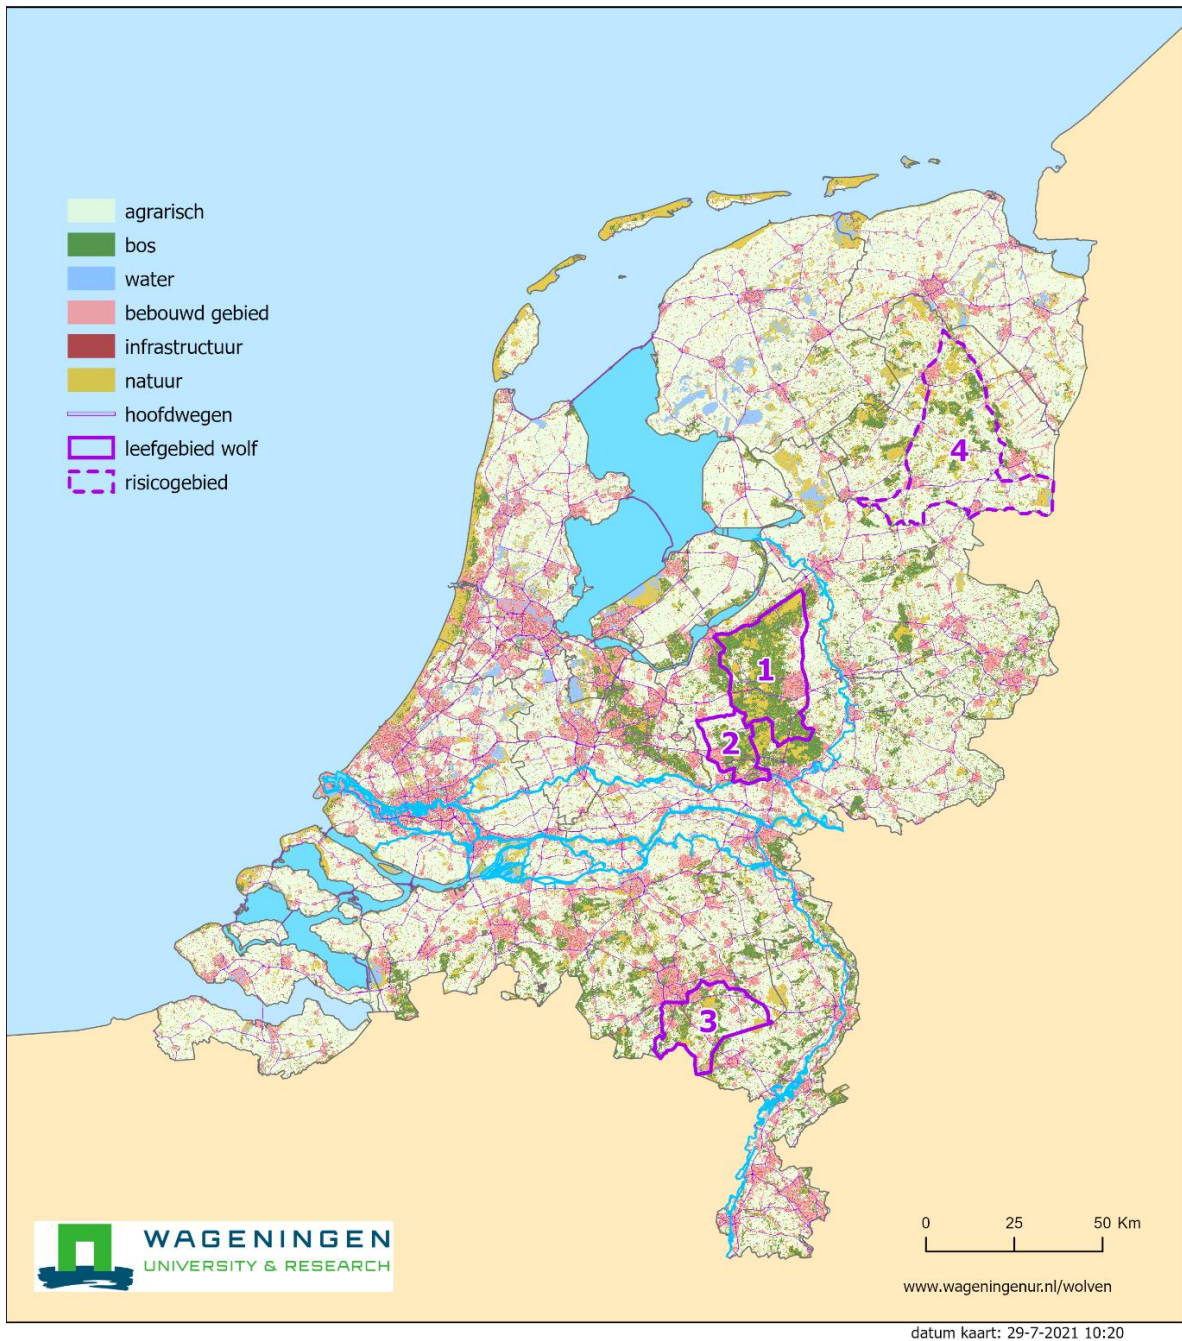 agrarisch
bos
water
bebouwd gebied
infrastructuur
natuur
hoofdwegen
leefgebied wolf
risicogebied
4
1
2
3
WAGENINGEN
UNIVERSITY & RESEARCH
0 25 50 Km
www.wageningenur.nl/wolven
datum kaart: 29-7-2021 10:20